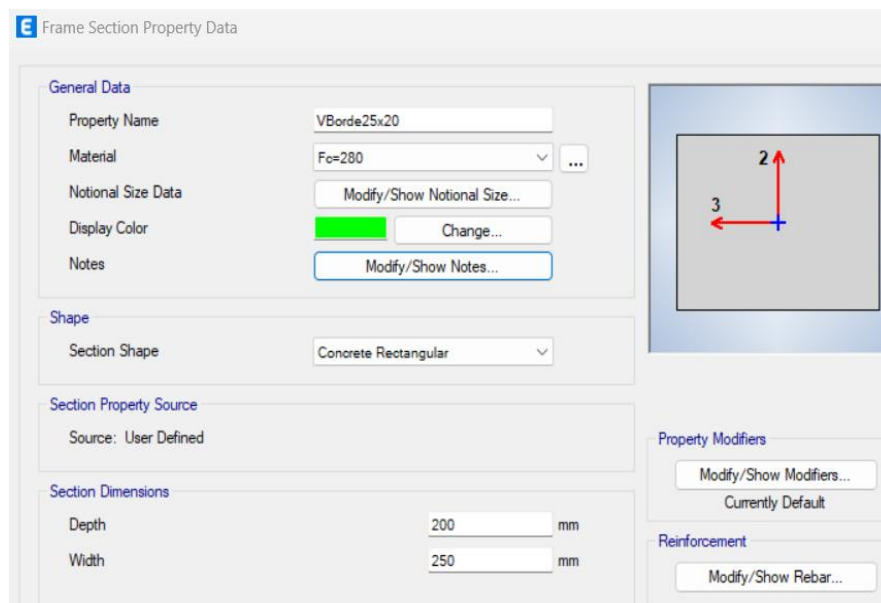 E Frame Section Property Data
General Data
Property Name VBorde25x20
Material Fc=280 ...
Notional Size Data Modify/Show Notional Size...
Display Color Change...
Notes Modify/Show Notes...
2
3
Shape
Section Shape Concrete Rectangular
Section Property Source
Source: User Defined
Property Modifiers
Modify/Show Modifiers...
Currently Default
Section Dimensions
Depth 200 mm
Width 250 mm
Reinforcement
Modify/Show Rebar...